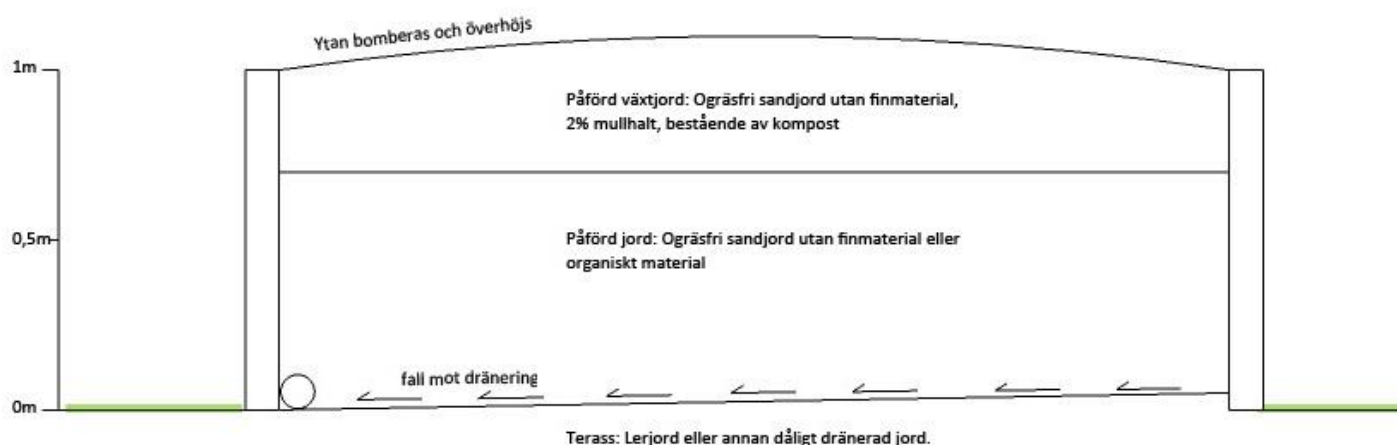 Ytan bomberas och överhöjs
1m
Påförd växtjord: Ogräsfri sandjord utan finmaterial,
2% mullhalt, bestående av kompost
0,5m
Påförd jord: Ogräsfri sandjord utan finmaterial eller
organiskt material
fall mot dränering
0m
Terass: Lerjord eller annan dåligt dränerad jord.